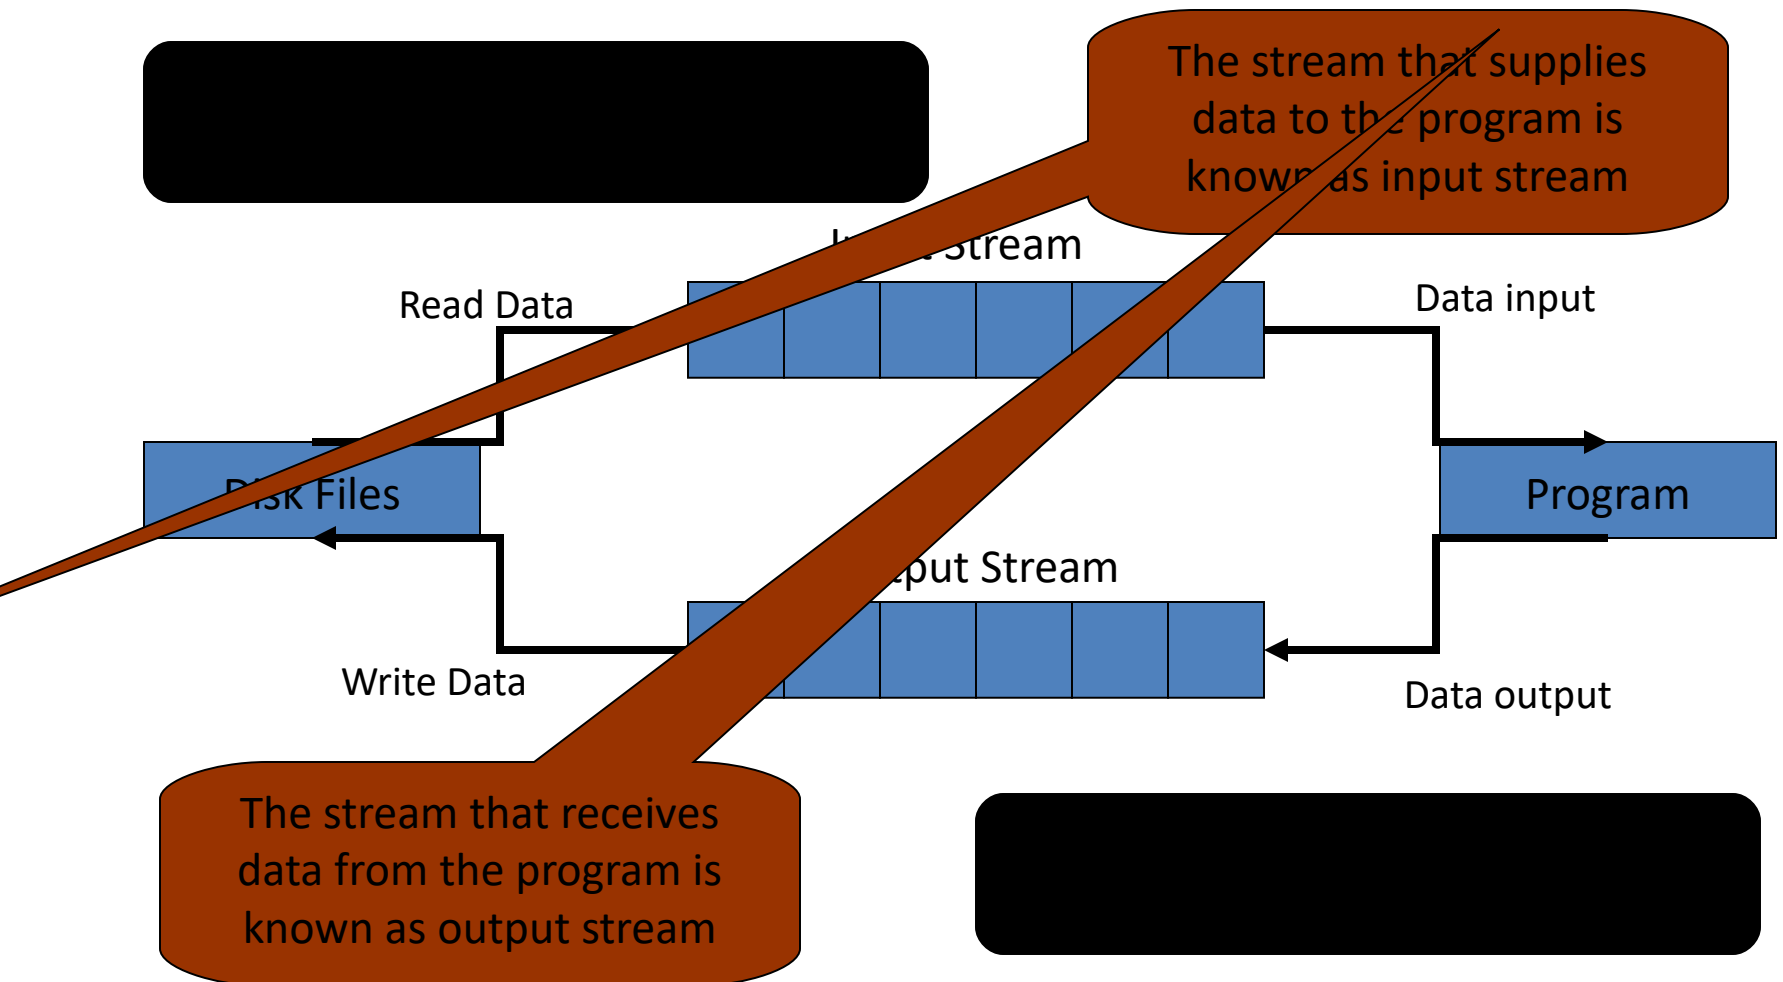 The stream that supplies
data to the program is
known as input stream
Stream
Read Data
Data input
Disk Files
Program
Output Stream
Write Data
Data output
The stream that receives
data from the program is
known as output stream